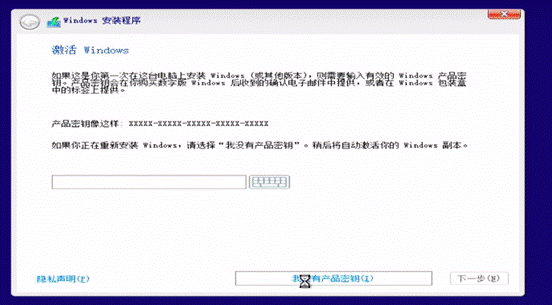 Windows 安装程序
激活 Windows
如果这是你第一次在这台电脑上安装 Windows (或其他版本)，则需要输入有效的 Windows 产品密
钥。产品密钥会在你购买数字版 Windows 后收到的确认电子邮件中提供，或者在 Windows 包装盒
中的标签上提供。
产品密钥像这样: XXXXX-XXXXX-XXXXX-XXXXX-XXXXX
如果你正在重新安装 Windows，请选择“我没有产品密钥”。稍后将自动激活你的 Windows 副本。
隐私声明(P)
我没有产品密钥(I)
下一步(N)